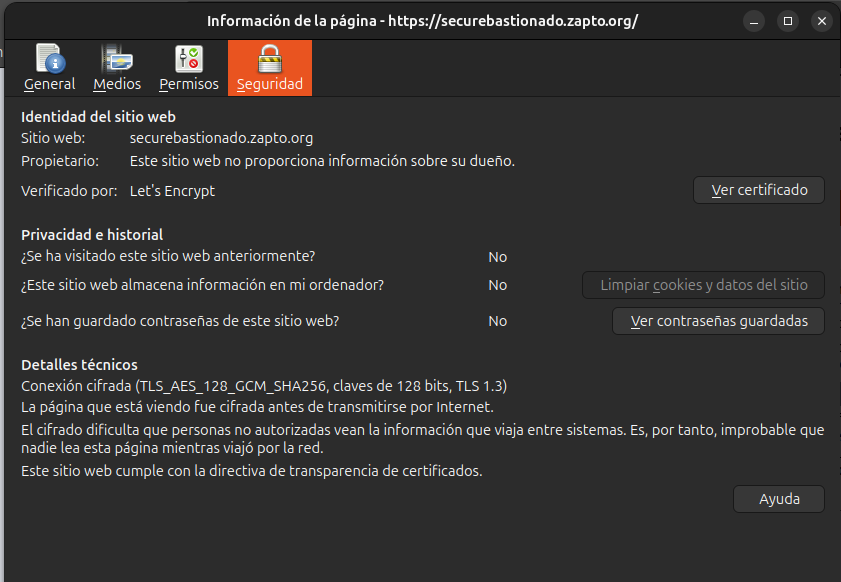 Información de la página - https://securebastionado.zapto.org/
General Medios Permisos Seguridad
Identidad del sitio web
Sitio web: securebastionado.zapto.org
Propietario: Este sitio web no proporciona información sobre su dueño.
Verificado por: Let's Encrypt Ver certificado
Privacidad e historial
¿Se ha visitado este sitio web anteriormente? No
¿Este sitio web almacena información en mi ordenador? No Limpiar cookies y datos del sitio
¿Se han guardado contraseñas de este sitio web? No Ver contraseñas guardadas
Detalles técnicos
Conexión cifrada (TLS_AES_128_GCM_SHA256, claves de 128 bits, TLS 1.3)
La página que está viendo fue cifrada antes de transmitirse por Internet.
El cifrado dificulta que personas no autorizadas vean la información que viaja entre sistemas. Es, por tanto, improbable que
nadie lea esta página mientras viajó por la red.
Este sitio web cumple con la directiva de transparencia de certificados.
Ayuda